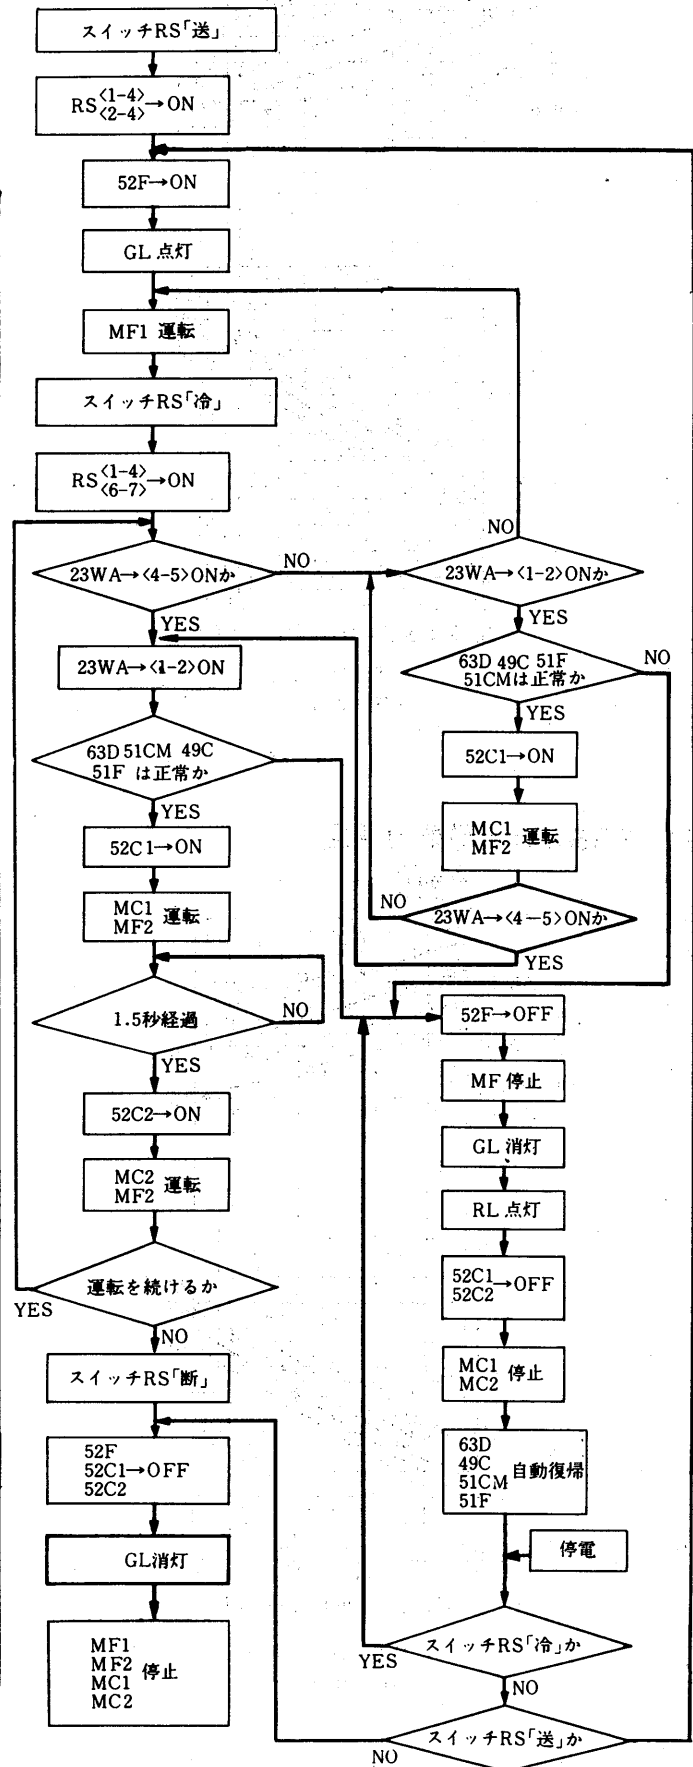 スイッチRS「送」
RS<1-4>→ON
<2-4>
52F→ON
GL 点灯
MF1 運転
スイッチRS「冷」
RS<1-4>→ON
<6-7>
23WA→<4-5>ONか
NO
YES
23WA→<1-2>ON
63D 51CM 49C
51F は正常か
YES
52C1→ON
MC1
MF2 運転
1.5秒経過
NO
YES
52C2→ON
MC2
MF2 運転
運転を続けるか
YES
NO
スイッチRS「断」
52F
52C1→OFF
52C2
GL消灯
MF1
MF2
MC1
MC2
停止
NO
23WA→<1-2>ONか
YES
63D 49C 51F
51CMは正常か
NO
YES
52C1→ON
MC1
MF2 運転
NO
23WA→<4-5>ONか
YES
52F→OFF
MF 停止
GL 消灯
RL 点灯
52C1
52C2→OFF
MC1
MC2 停止
63D
49C
51CM
51F
自動復帰
停電
スイッチRS「冷」か
YES
NO
スイッチRS「送」か
NO